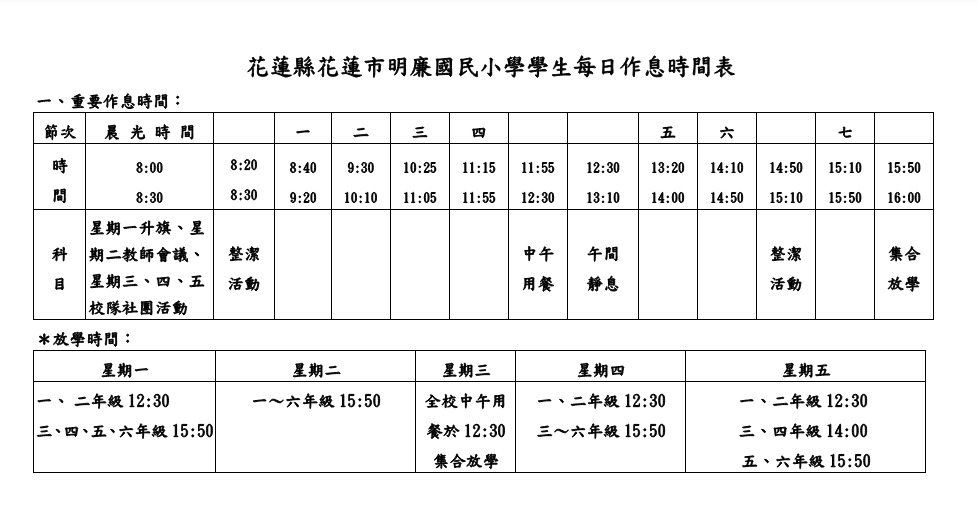 花蓮縣花蓮市明廉國民小學學生每日作息時間表
一、重要作息時間：
節次 晨光時間 一 二 三 四 五 六 七
時 8:00 8:20 8:40 9:30 10:25 11:15 11:55 12:30 13:20 14:10 14:50 15:10 15:50
間 8:30 8:30 9:20 10:10 11:05 11:55 12:30 13:10 14:00 14:50 15:10 15:50 16:00
科
目
星期一升旗、星
期二教師會議、
星期三、四、五
校隊社團活動
整潔
活動
中午
用餐
午間
靜息
整潔
活動
集合
放學
＊放學時間：
星期一 星期二 星期三 星期四 星期五
一、二年級 12:30
三、四、五、六年級 15:50
一～六年級 15:50
全校中午用
餐於 12:30
集合放學
一、二年級 12:30
三～六年級 15:50
一、二年級 12:30
三、四年級 14:00
五、六年級 15:50